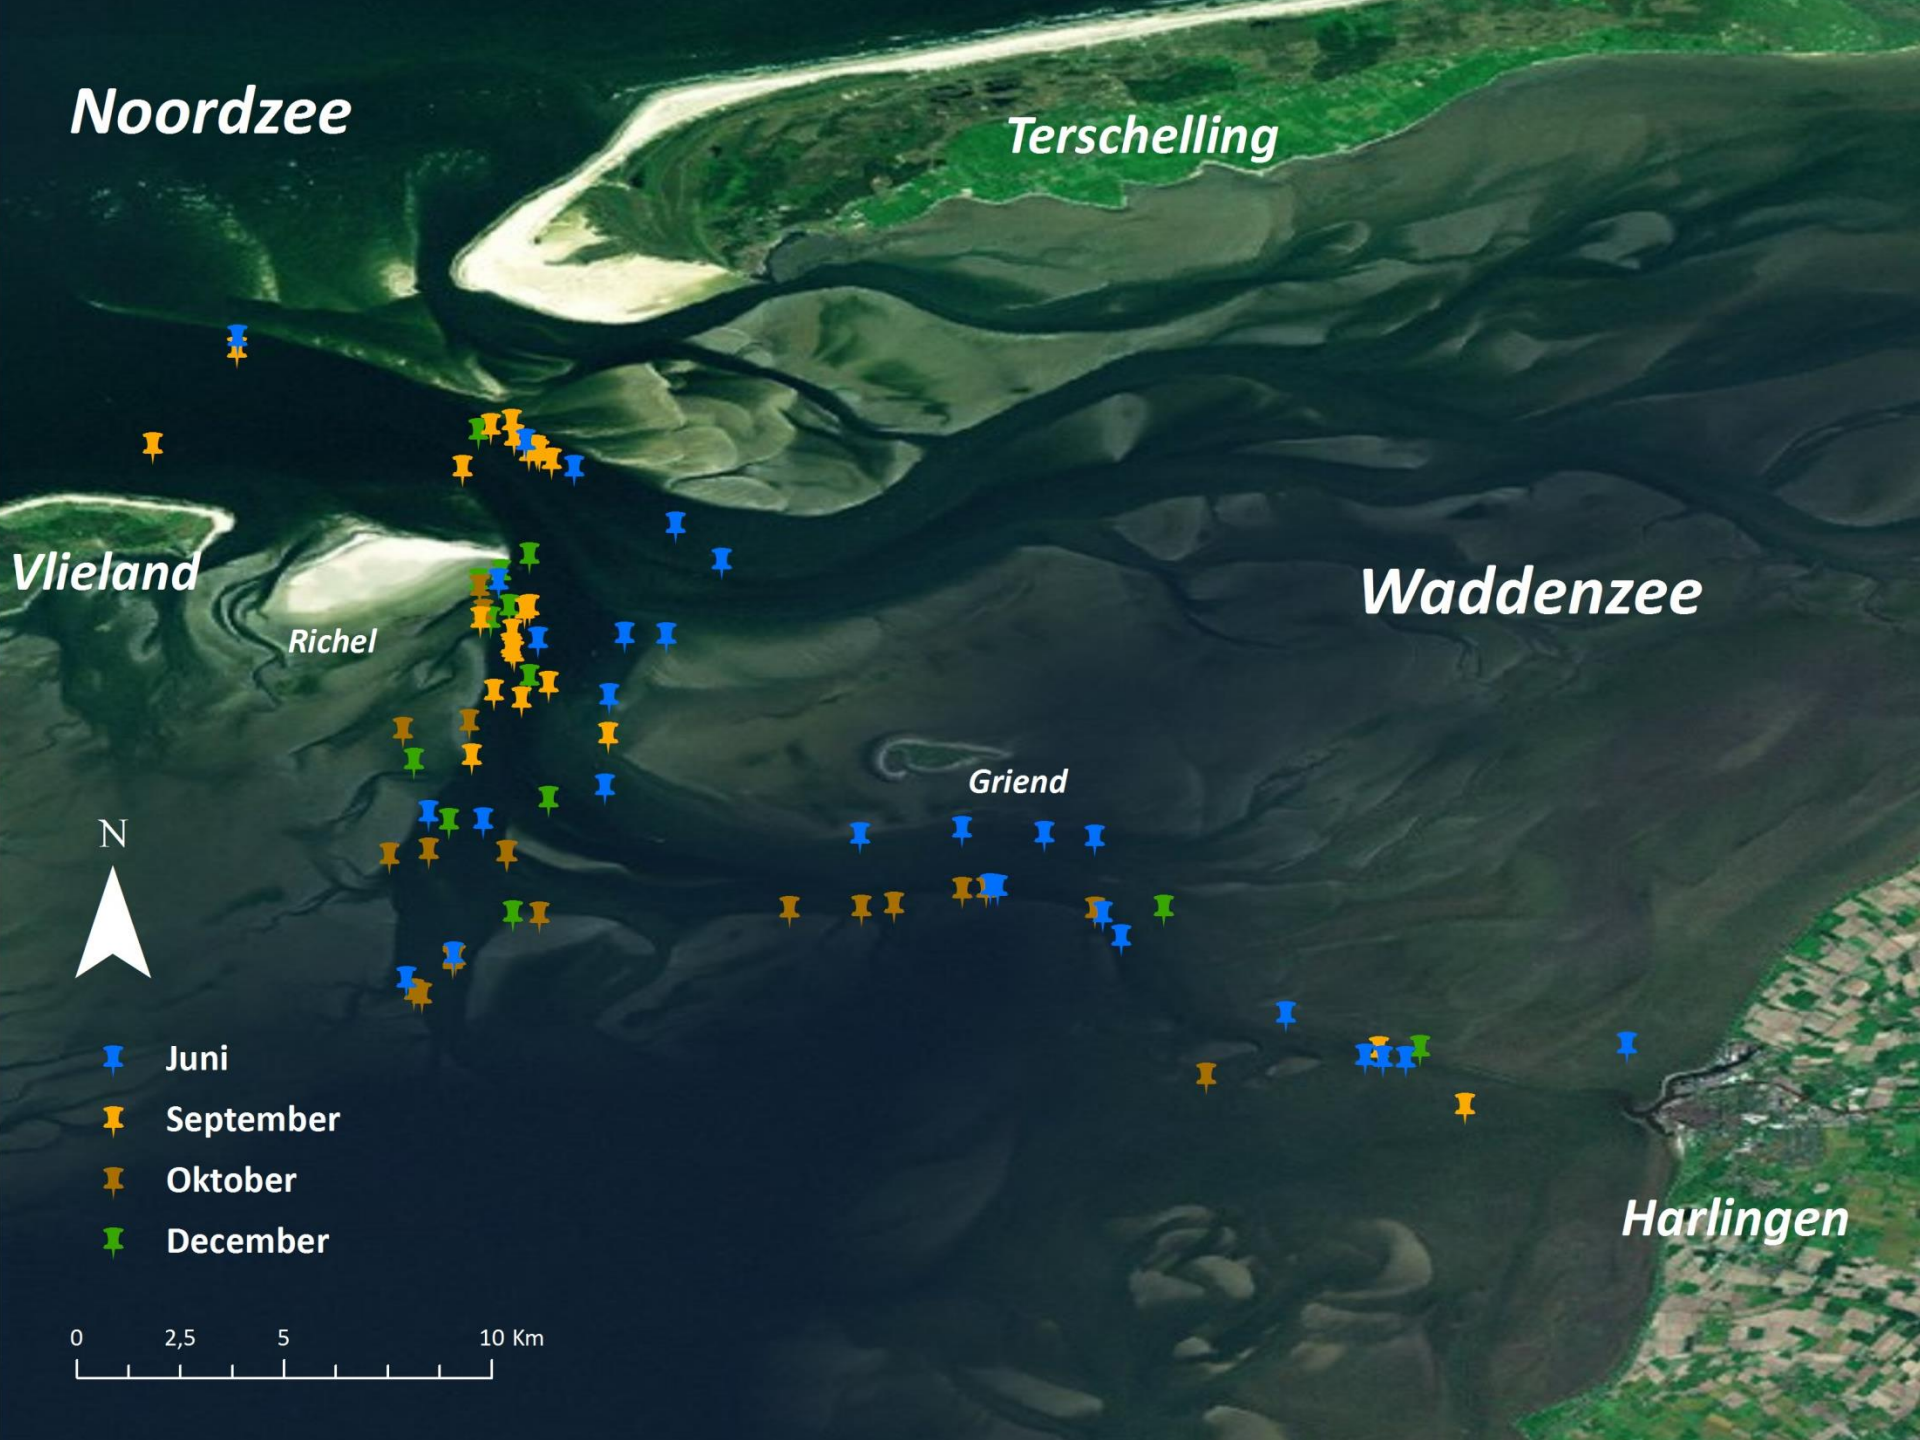 Noordzee
Terschelling
Vlieland
Richel
Waddenzee
Griend
N
Juni
September
Oktober
December
Harlingen
0 2,5 5 10 Km